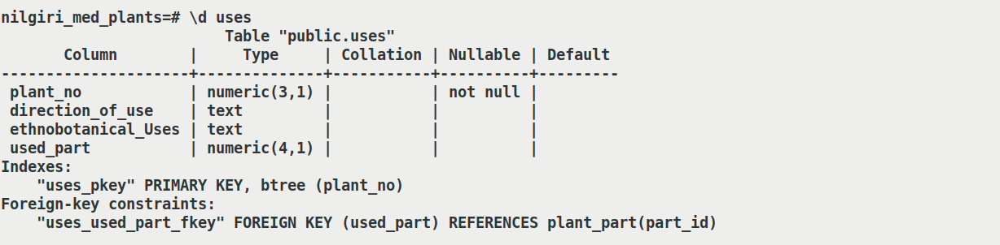 nilgiri_med_plants=# \d uses
                         Table "public.uses"
       Column        |     Type     | Collation | Nullable | Default
---------------------+--------------+-----------+----------+---------
 plant_no            | numeric(3,1) |           | not null |
 direction_of_use    | text         |           |          |
 ethnobotanical_Uses | text         |           |          |
 used_part           | numeric(4,1) |           |          |
Indexes:
    "uses_pkey" PRIMARY KEY, btree (plant_no)
Foreign-key constraints:
    "uses_used_part_fkey" FOREIGN KEY (used_part) REFERENCES plant_part(part_id)